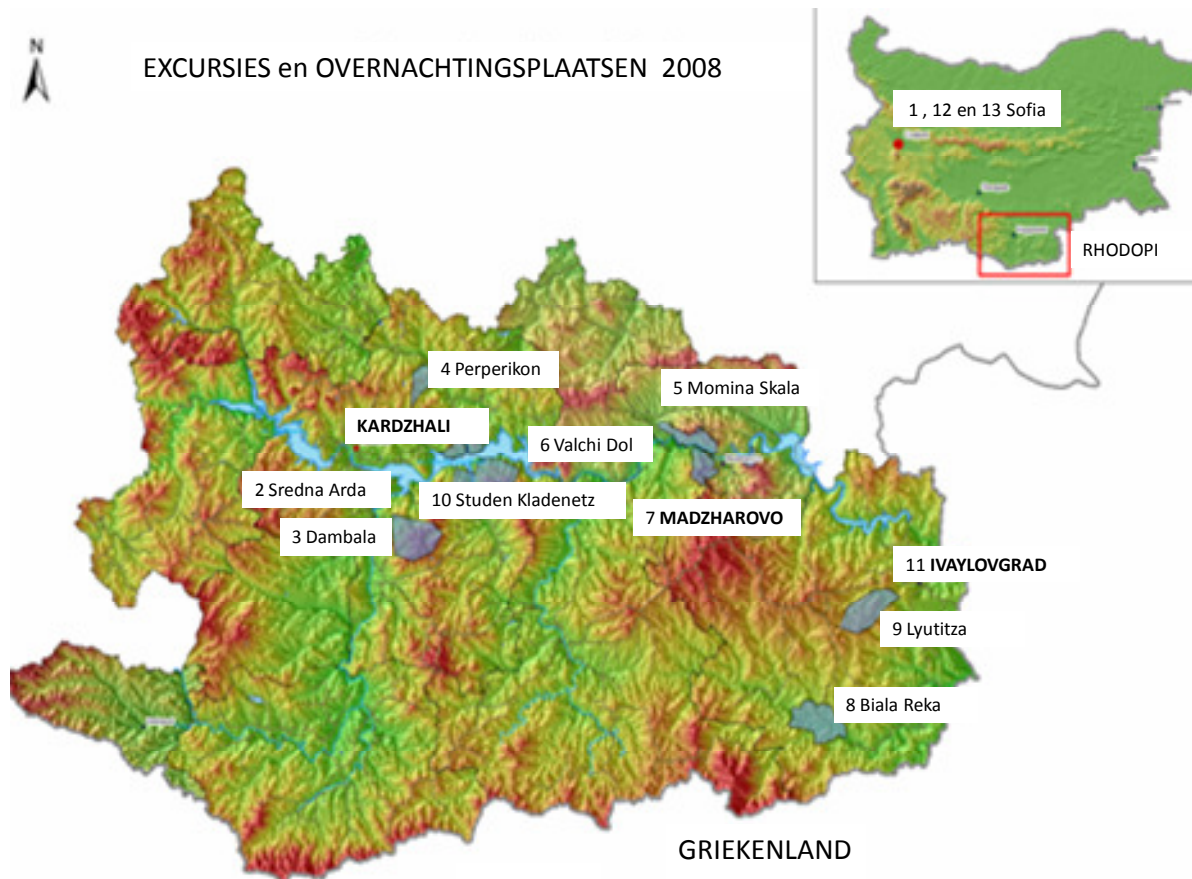 N
EXCURSIES en OVERNACHTINGSPLAATSEN 2008
1 , 12 en 13 Sofia
RHODOPI
4 Perperikon
5 Momina Skala
KARDZHALI
6 Valchi Dol
2 Sredna Arda
10 Studen Kladenetz
7 MADZHAROVO
3 Dambala
11 IVAYLOVGRAD
9 Lyutitza
8 Biala Reka
GRIEKENLAND